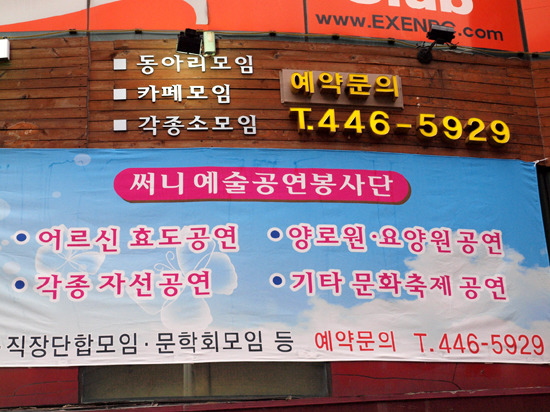 Club
www.EXENPC.com
■ 동아리모임
■ 카페모임
■ 각종소모임
예약문의
T.446-5929
써니 예술공연봉사단
• 어르신 효도공연
• 양로원·요양원공연
• 각종 자선공연
• 기타 문화축제 공연
· 직장단합모임 · 문학회모임 등 예약문의 T.446-5929